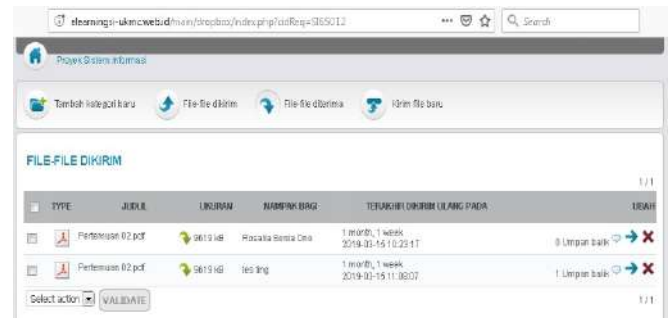 elearningsi-ukmc.web.id/main/dropbox/index.php?cidReq=SI65012
Search
Proyek Sistem Informasi
Tambah kategori baru
File-file dikirim
File-file diterima
Kirim file baru
FILE-FILE DIKIRIM
1 / 1
TYPE JUDUL UKURAN NAMPAK BAGI TERAKHIR DIKIRIM ULANG PADA UBAH
Pertemuan 02.pdf 9619 kB Rosalia 1 month, 1 week
2019-03-15 10:23:17 0 Umpan balik
Pertemuan 02.pdf 9619 kB tes ting 1 month, 1 week
2019-03-15 11:08:07 1 Umpan balik
Select action VALIDATE 1 / 1